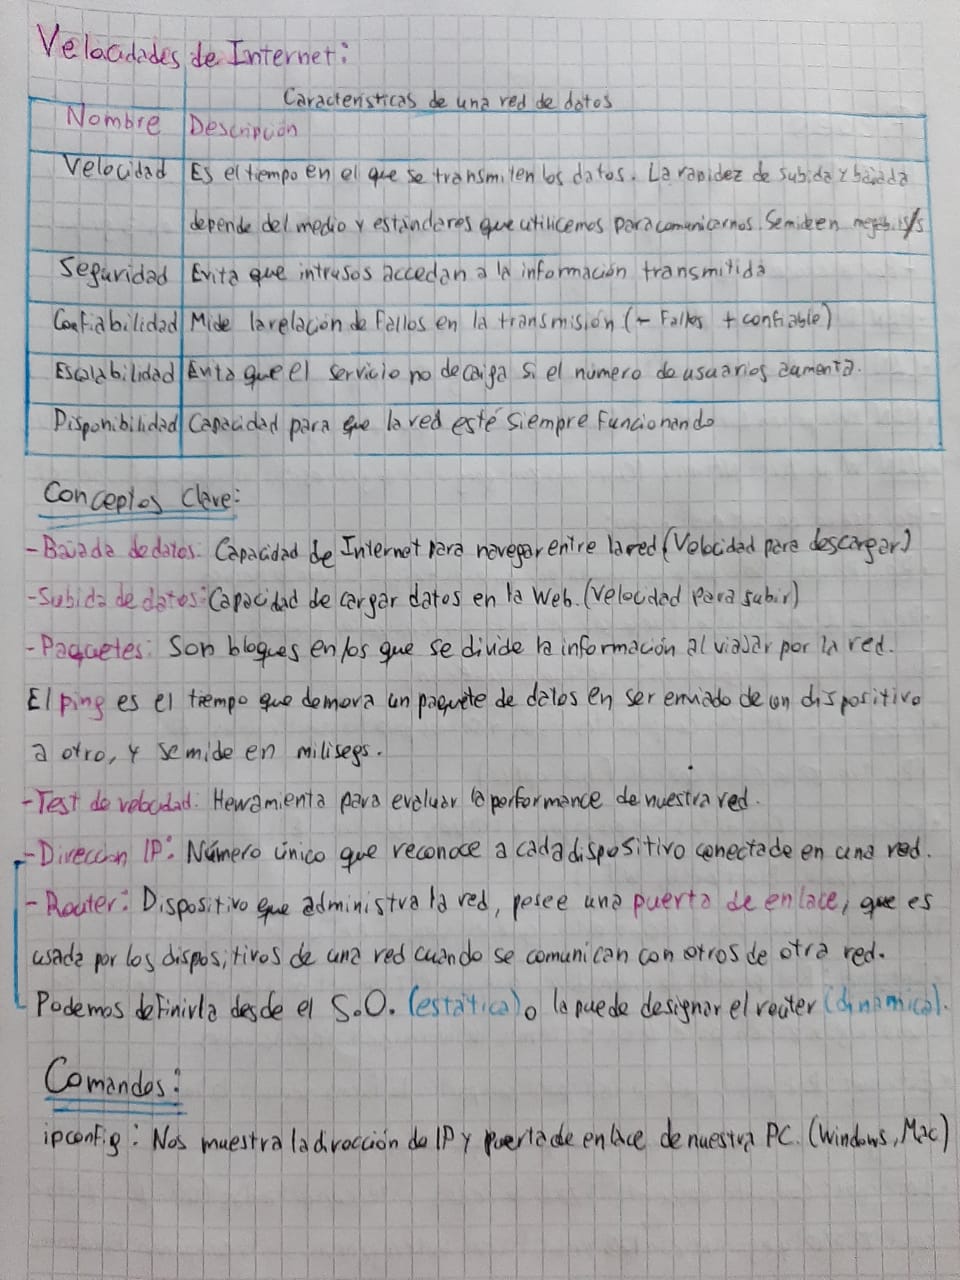 Velocidades de Internet:
Características de una red de datos
Nombre Descripción
Velocidad Es el tiempo en el que se transmiten los datos. La rapidez de subida y bajada
depende del medio y estándares que utilicemos para comunicarnos. Se mide en megabits/s
Seguridad Evita que intrusos accedan a la información transmitida
Confiabilidad Mide la relación de fallos en la transmisión (- Fallos + confiable)
Escalabilidad Evita que el servicio no decaiga si el número de usuarios aumenta.
Disponibilidad Capacidad para que la red esté siempre funcionando
Conceptos Clave:
- Bajada de datos: Capacidad de Internet para navegar entre la red (Velocidad para descargar)
- Subida de datos: Capacidad de cargar datos en la Web. (Velocidad para subir)
- Paquetes: Son bloques en los que se divide la información al viajar por la red.
El ping es el tiempo que demora un paquete de datos en ser enviado de un dispositivo
a otro, y se mide en milisegs.
- Test de velocidad: Herramienta para evaluar la performance de nuestra red.
- Direccion IP: Número único que reconoce a cada dispositivo conectado en una red.
- Router: Dispositivo que administra la red, posee una puerta de enlace, que es
usada por los dispositivos de una red cuando se comunican con otros de otra red.
Podemos definirla desde el S.O. (estática) o la puede designar el router (dinámica).
Comandos:
ipconfig: Nos muestra la dirección de IP y puerta de enlace de nuestra PC. (Windows, Mac)